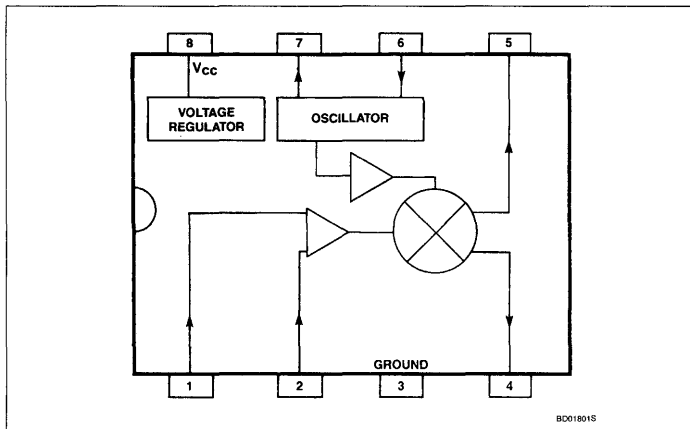 8 7 6 5
VCC
VOLTAGE
REGULATOR
OSCILLATOR
GROUND
1 2 3 4
BD01801S